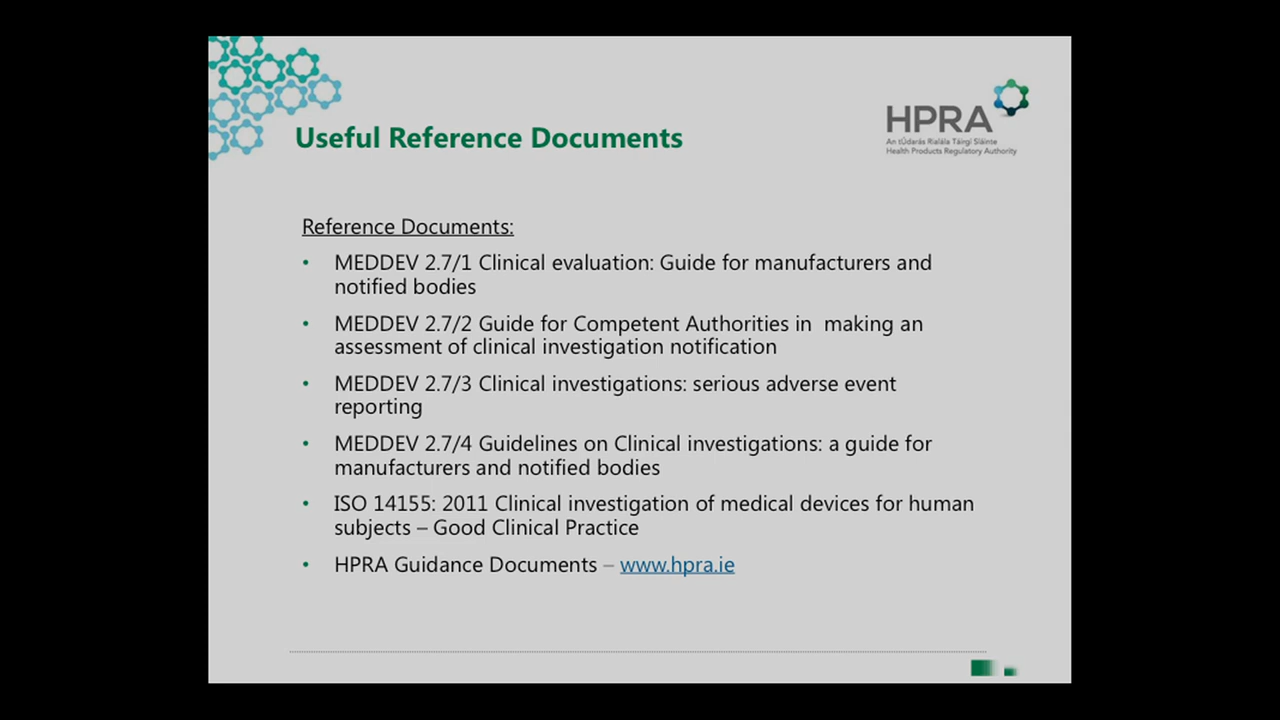 HPRA
An tÚdarás Rialála Táirgí Sláinte
Health Products Regulatory Authority
Useful Reference Documents
Reference Documents:
• MEDDEV 2.7/1 Clinical evaluation: Guide for manufacturers and
notified bodies
• MEDDEV 2.7/2 Guide for Competent Authorities in  making an
assessment of clinical investigation notification
• MEDDEV 2.7/3 Clinical investigations: serious adverse event
reporting
• MEDDEV 2.7/4 Guidelines on Clinical investigations: a guide for
manufacturers and notified bodies
• ISO 14155: 2011 Clinical investigation of medical devices for human
subjects – Good Clinical Practice
• HPRA Guidance Documents – www.hpra.ie